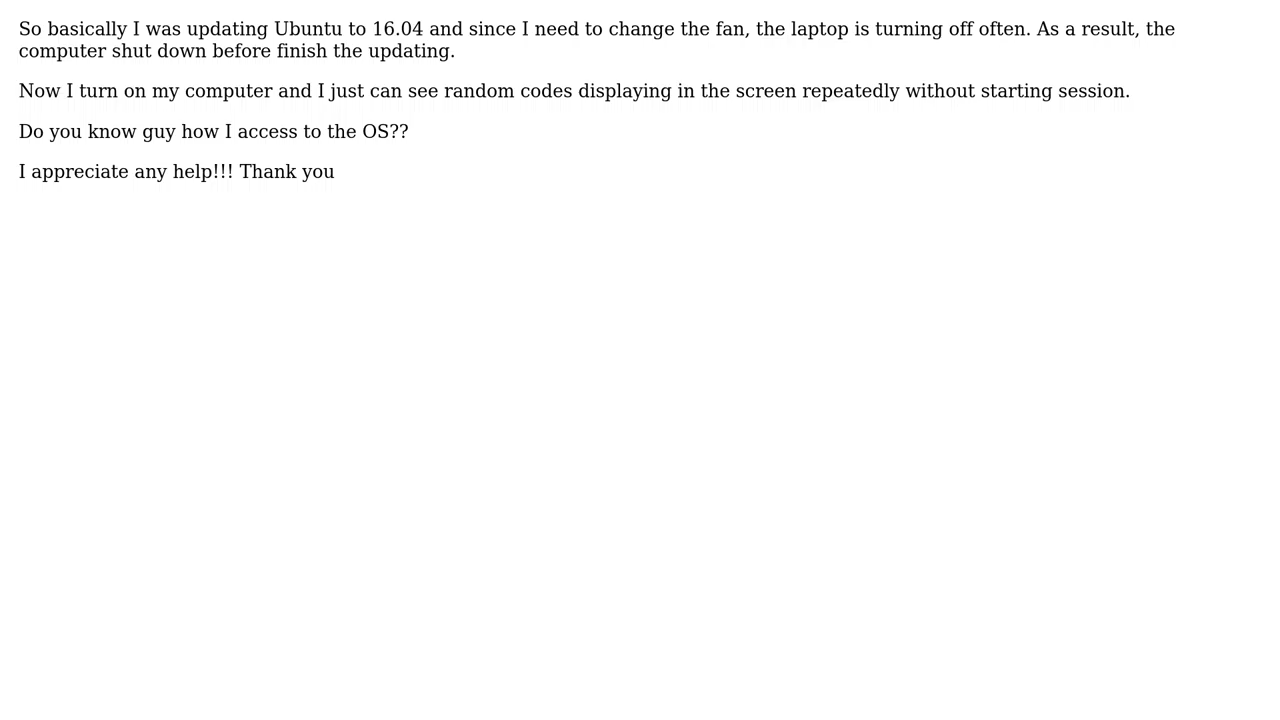 So basically I was updating Ubuntu to 16.04 and since I need to change the fan, the laptop is turning off often. As a result, the
computer shut down before finish the updating.
Now I turn on my computer and I just can see random codes displaying in the screen repeatedly without starting session.
Do you know guy how I access to the OS??
I appreciate any help!!! Thank you